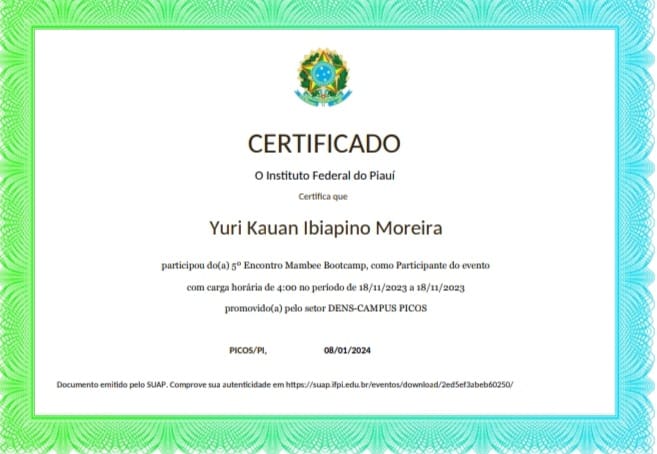 CERTIFICADO
O Instituto Federal do Piauí
Certifica que
Yuri Kauan Ibiapino Moreira
participou do(a) 5º Encontro Mambee Bootcamp, como Participante do evento
com carga horária de 4:00 no período de 18/11/2023 a 18/11/2023
promovido(a) pelo setor DENS-CAMPUS PICOS
PICOS/PI, 08/01/2024
Documento emitido pelo SUAP. Comprove sua autenticidade em https://suap.ifpi.edu.br/eventos/download/2ed5ef3abeb60250/